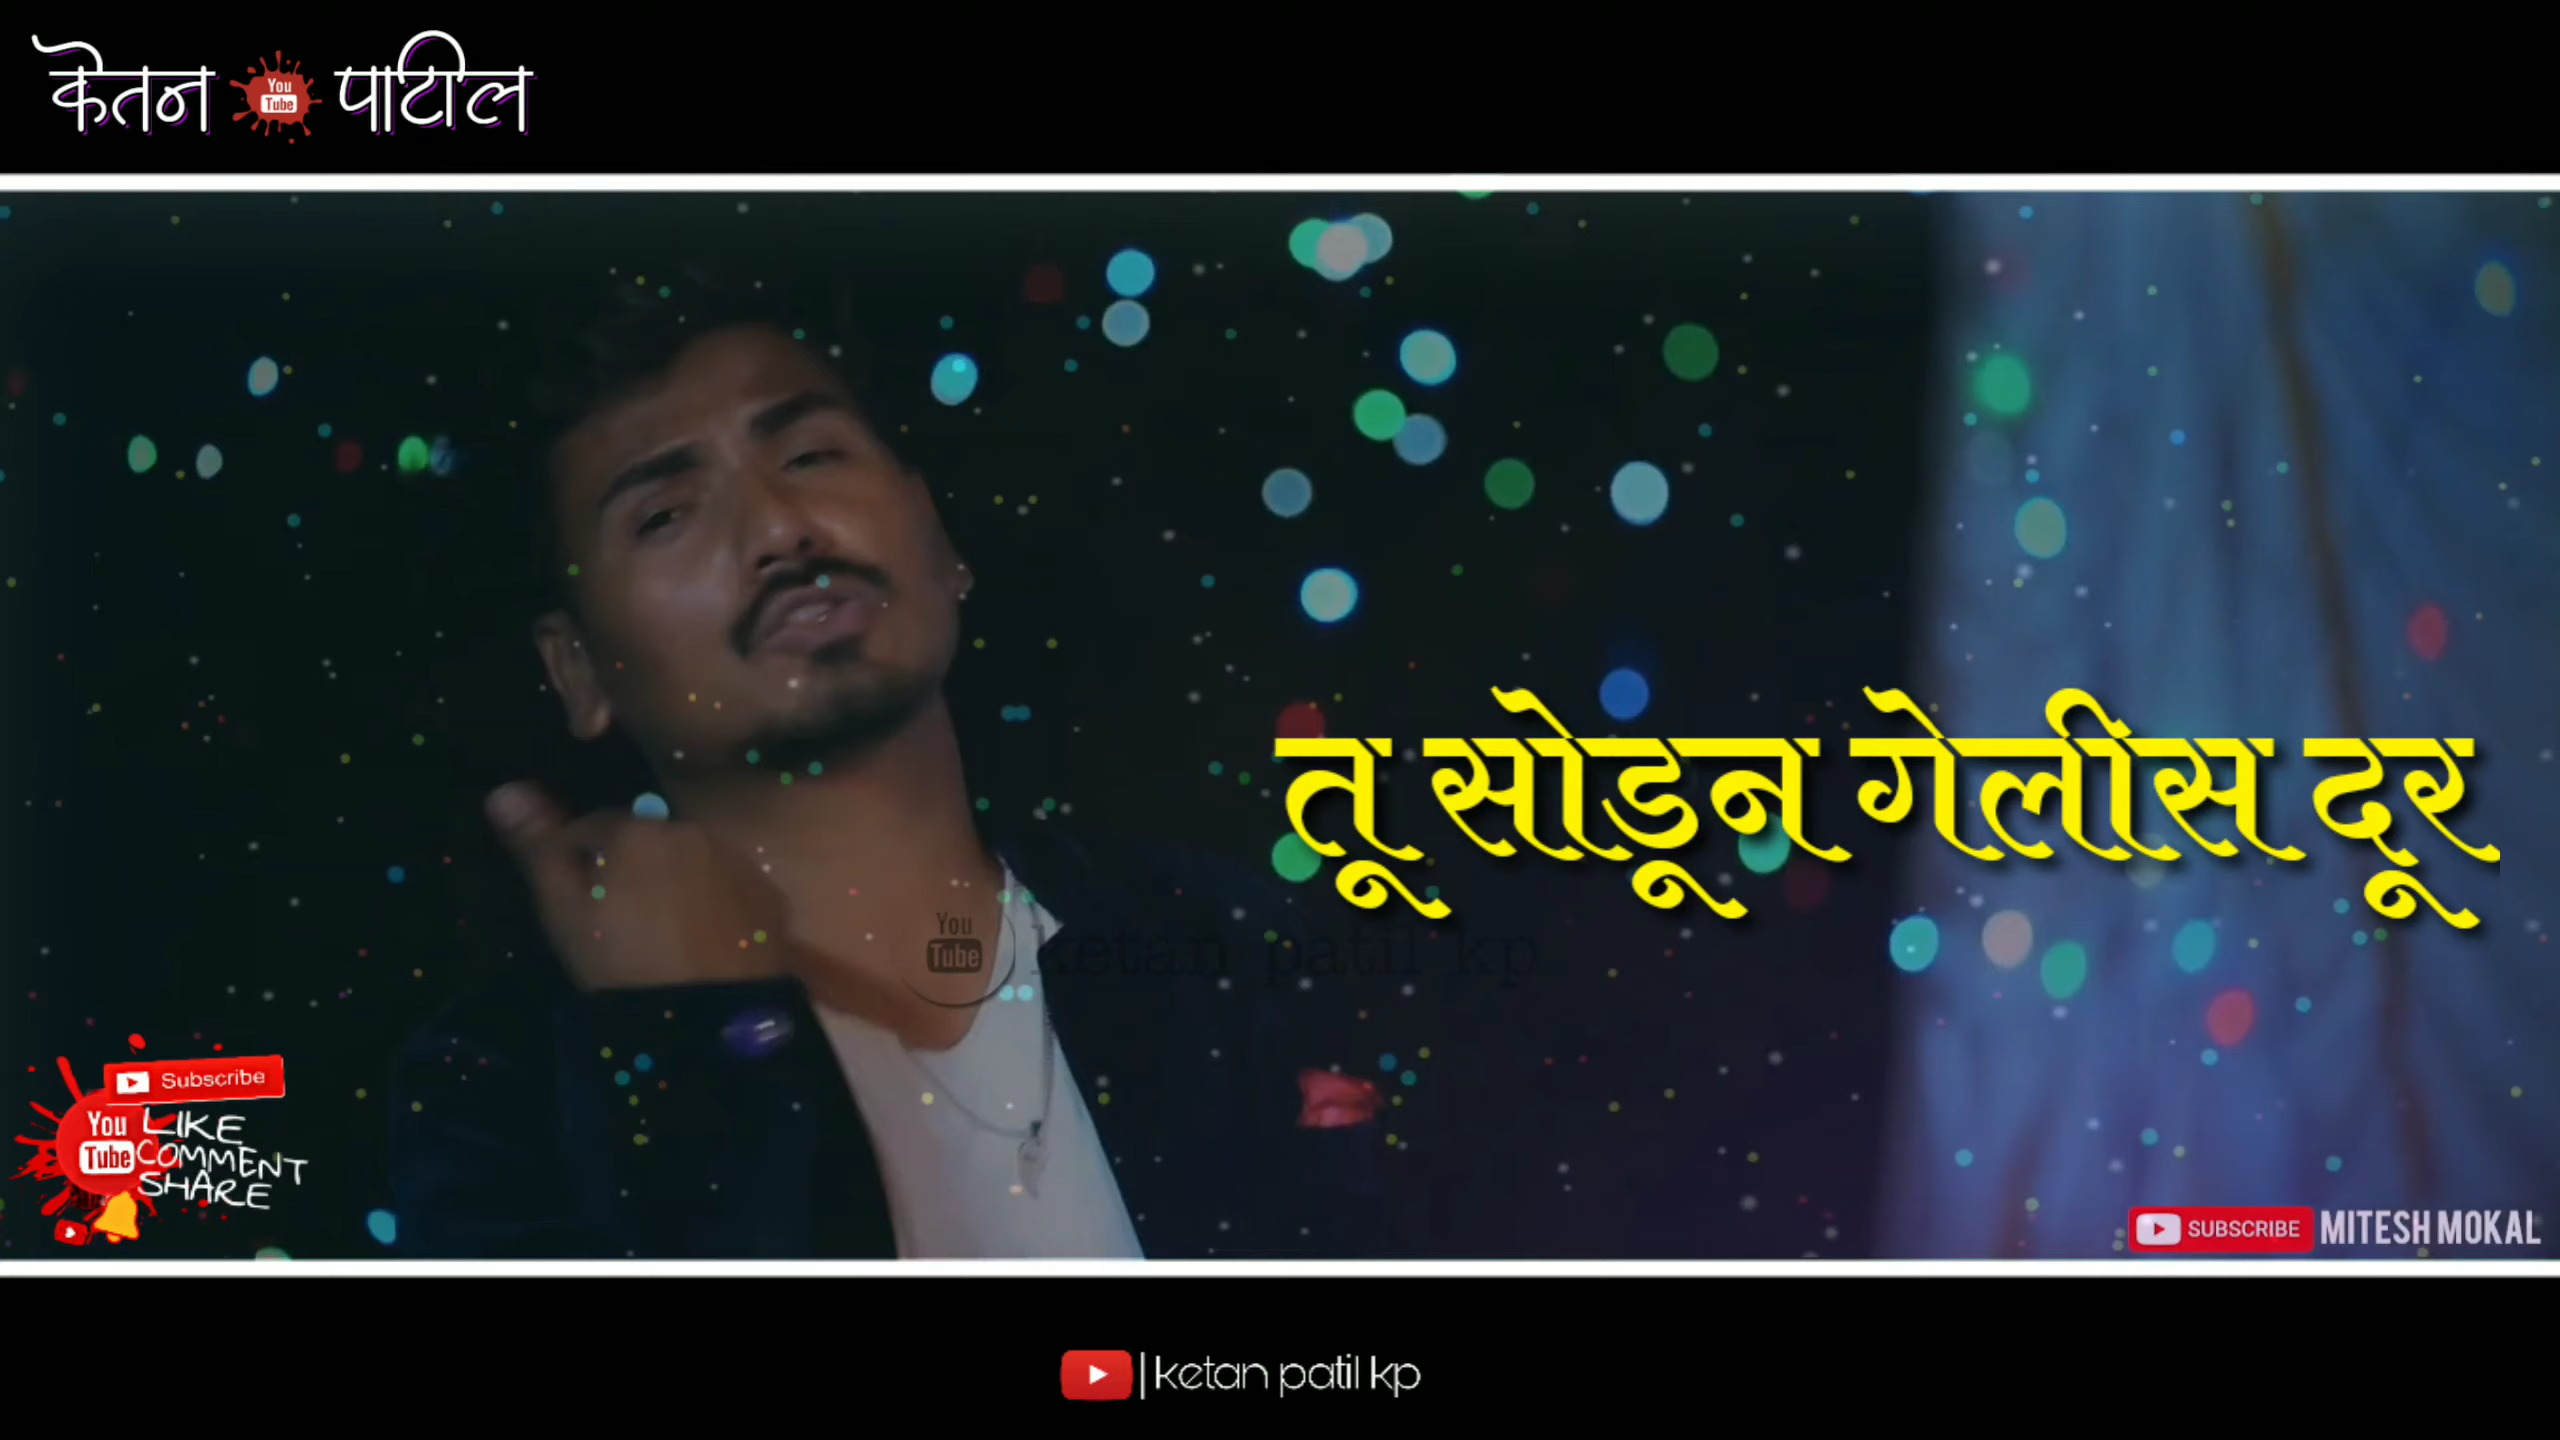 केतन You Tube पाटील
तू सोडून गेलीस दूर
You Tube ketan patil kp
Subscribe
You Tube
LIKE
COMMENT
SHARE
SUBSCRIBE MITESH MOKAL
| ketan patil kp